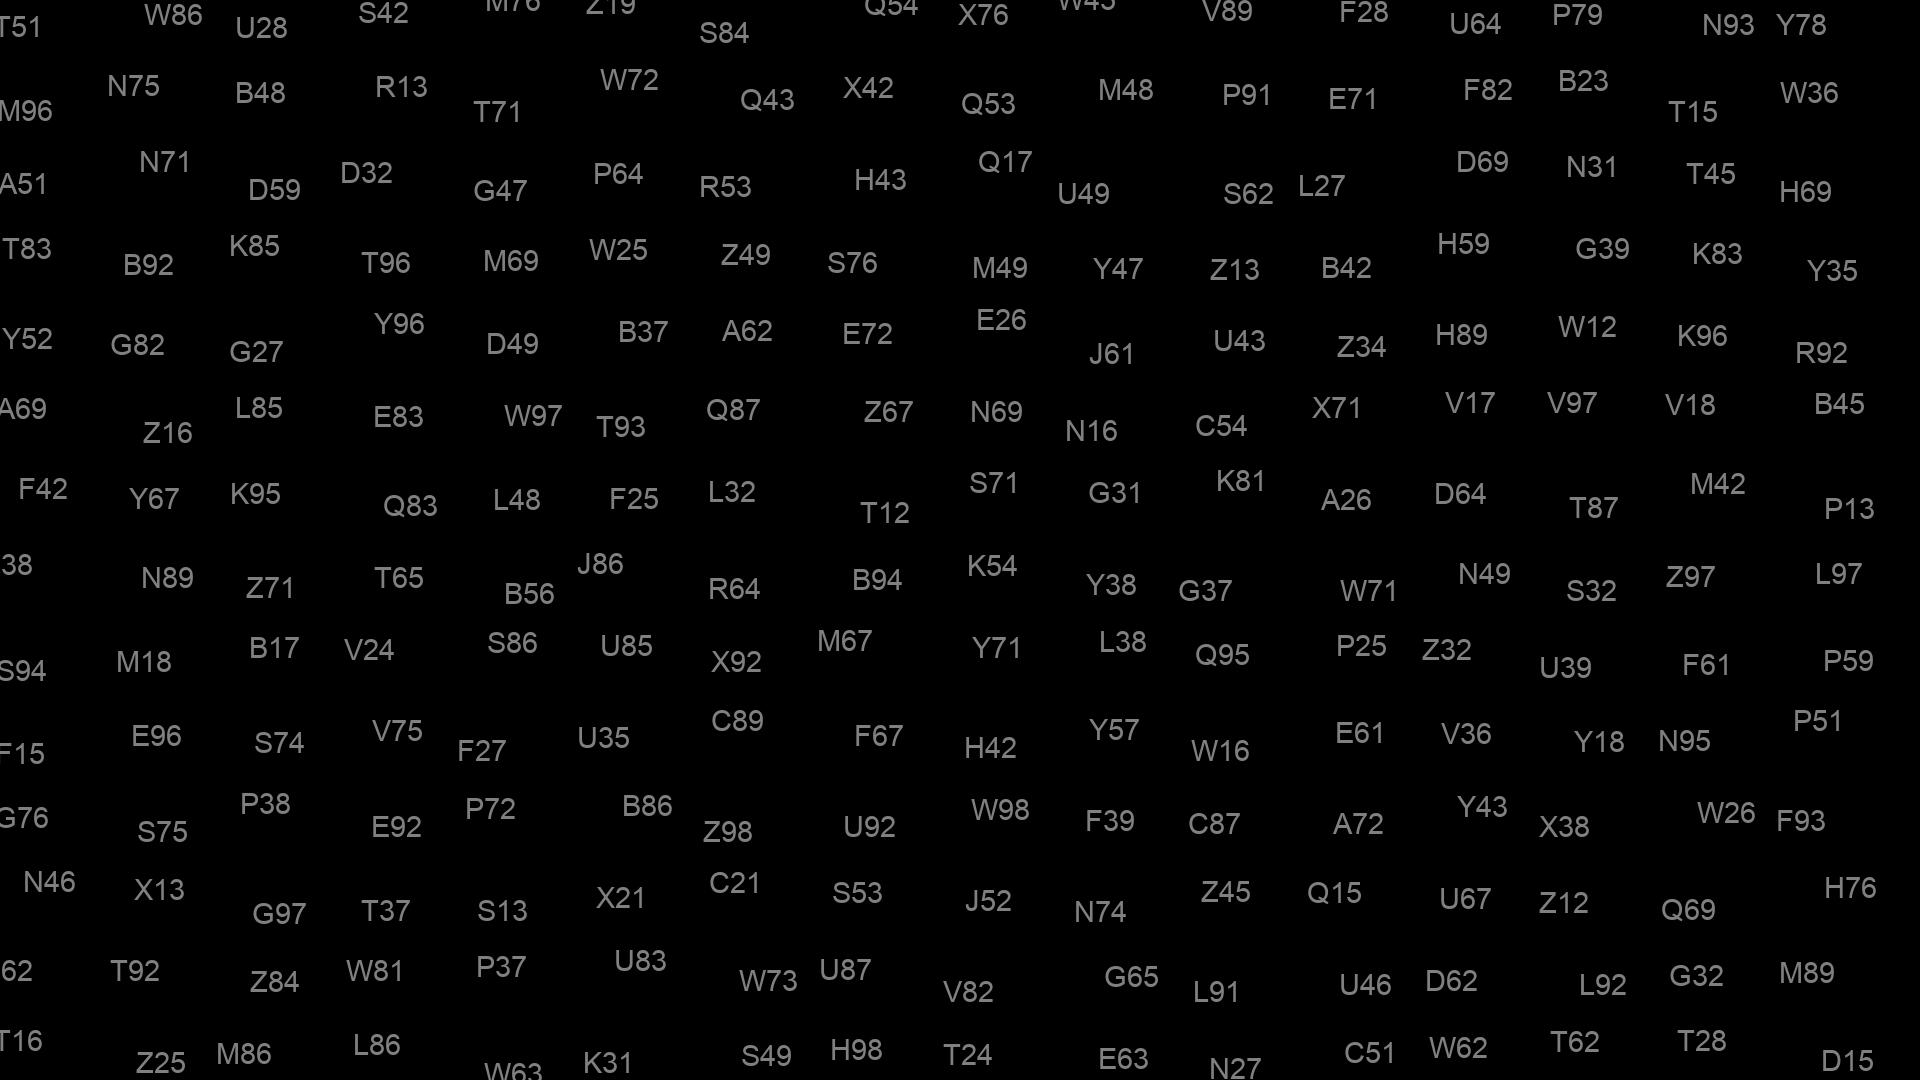 T51 W86 U28 S42 M76 Z19 S84 Q54 X76 W45 V89 F28 U64 P79 N93 Y78
M96 N75 B48 R13 T71 W72 Q43 X42 Q53 M48 P91 E71 F82 B23 T15 W36
A51 N71 D59 D32 G47 P64 R53 H43 Q17 U49 S62 L27 D69 N31 T45 H69
T83 B92 K85 T96 M69 W25 Z49 S76 M49 Y47 Z13 B42 H59 G39 K83 Y35
Y52 G82 G27 Y96 D49 B37 A62 E72 E26 J61 U43 Z34 H89 W12 K96 R92
A69 Z16 L85 E83 W97 T93 Q87 Z67 N69 N16 C54 X71 V17 V97 V18 B45
F42 Y67 K95 Q83 L48 F25 L32 T12 S71 G31 K81 A26 D64 T87 M42 P13
38 N89 Z71 T65 B56 J86 R64 B94 K54 Y38 G37 W71 N49 S32 Z97 L97
S94 M18 B17 V24 S86 U85 X92 M67 Y71 L38 Q95 P25 Z32 U39 F61 P59
F15 E96 S74 V75 F27 U35 C89 F67 H42 Y57 W16 E61 V36 Y18 N95 P51
G76 S75 P38 E92 P72 B86 Z98 U92 W98 F39 C87 A72 Y43 X38 W26 F93
N46 X13 G97 T37 S13 X21 C21 S53 J52 N74 Z45 Q15 U67 Z12 Q69 H76
62 T92 Z84 W81 P37 U83 W73 U87 V82 G65 L91 U46 D62 L92 G32 M89
T16 Z25 M86 L86 W63 K31 S49 H98 T24 E63 N27 C51 W62 T62 T28 D15